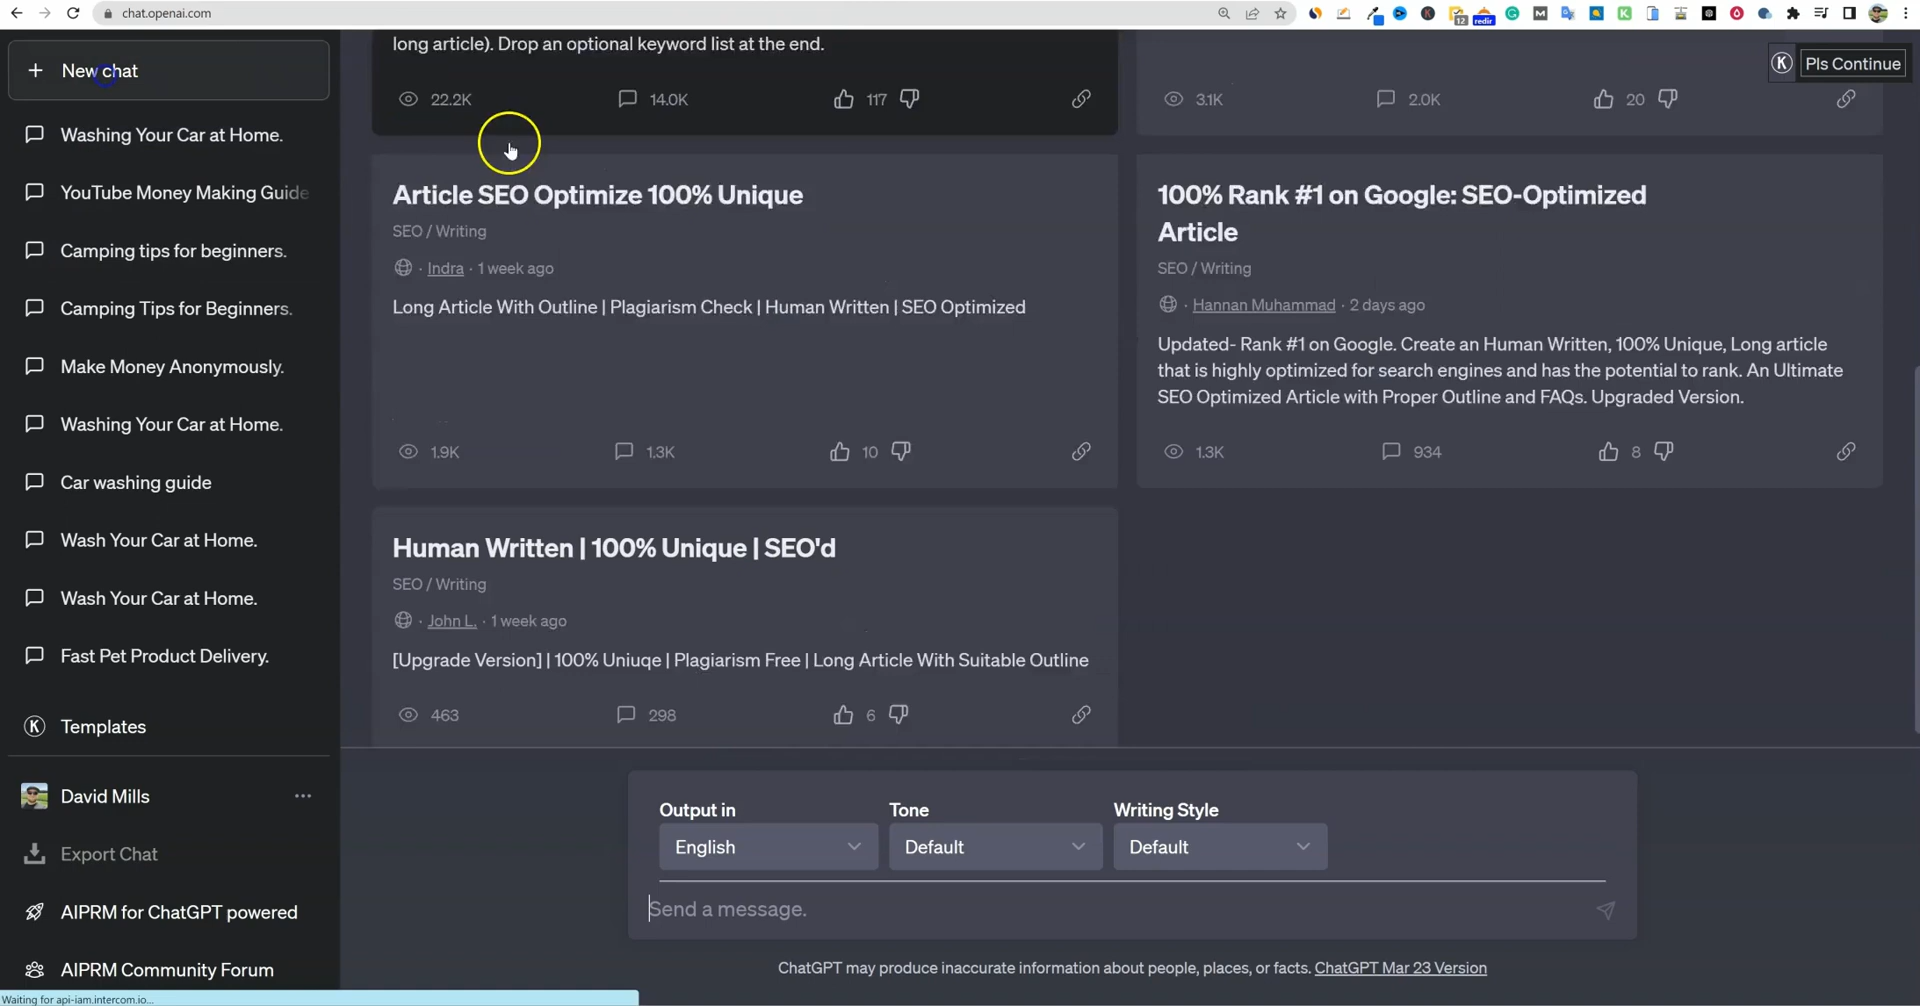 chat.openai.com
12
redir
New chat
Washing Your Car at Home.
YouTube Money Making Guide
Camping tips for beginners.
Camping Tips for Beginners.
Make Money Anonymously.
Washing Your Car at Home.
Car washing guide
Wash Your Car at Home.
Wash Your Car at Home.
Fast Pet Product Delivery.
Templates
David Mills
Export Chat
AIPRM for ChatGPT powered
AIPRM Community Forum
Waiting for api-iam.intercom.io...
Pls Continue
long article). Drop an optional keyword list at the end.
22.2K 14.0K 117
3.1K 2.0K 20
Article SEO Optimize 100% Unique
SEO / Writing
· Indra · 1 week ago
Long Article With Outline | Plagiarism Check | Human Written | SEO Optimized
1.9K 1.3K 10
100% Rank #1 on Google: SEO-Optimized
Article
SEO / Writing
· Hannan Muhammad · 2 days ago
Updated- Rank #1 on Google. Create an Human Written, 100% Unique, Long article
that is highly optimized for search engines and has the potential to rank. An Ultimate
SEO Optimized Article with Proper Outline and FAQs. Upgraded Version.
1.3K 934 8
Human Written | 100% Unique | SEO'd
SEO / Writing
· John L. · 1 week ago
[Upgrade Version] | 100% Uniuqe | Plagiarism Free | Long Article With Suitable Outline
463 298 6
Output in Tone Writing Style
English Default Default
Send a message.
ChatGPT may produce inaccurate information about people, places, or facts. ChatGPT Mar 23 Version